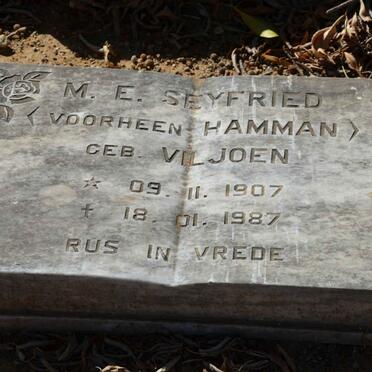 M. E. SEYFRIED
< VOORHEEN HAMMAN >
GEB. VILJOEN
☆ 09. 11. 1907
✝ 18. 01. 1987
RUS IN VREDE